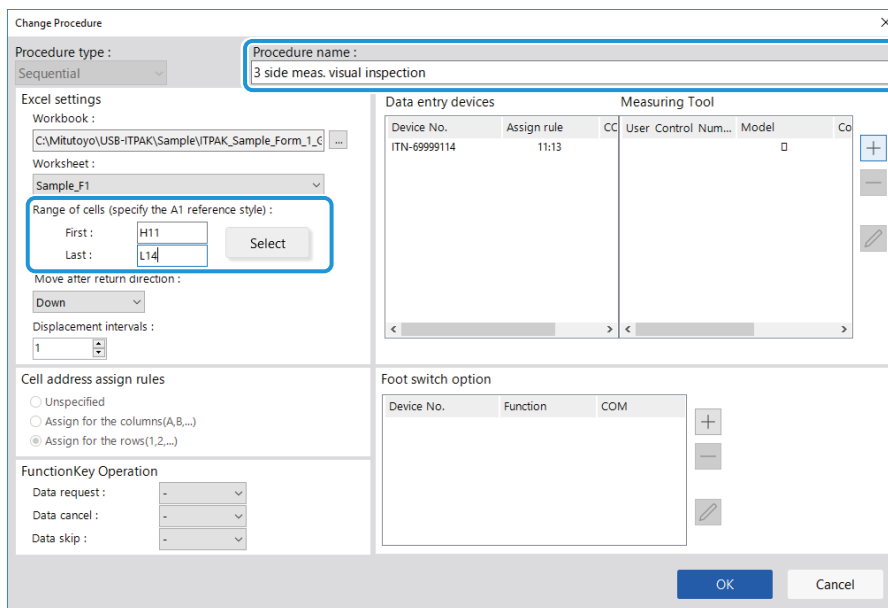 Change Procedure
Procedure type :
Sequential
Procedure name :
3 side meas. visual inspection
Excel settings
Workbook :
C:\Mitutoyo\USB-ITPAK\Sample\ITPAK_Sample_Form_1_G
...
Worksheet :
Sample_F1
Range of cells (specify the A1 reference style) :
First :
H11
Last :
L14
Select
Move after return direction :
Down
Displacement intervals :
1
Data entry devices
Device No. Assign rule CC
ITN-69999114 11:13
Measuring Tool
User Control Num... Model Co
Cell address assign rules
Unspecified
Assign for the columns(A,B,...)
Assign for the rows(1,2,...)
FunctionKey Operation
Data request : -
Data cancel : -
Data skip : -
Foot switch option
Device No. Function COM
OK
Cancel